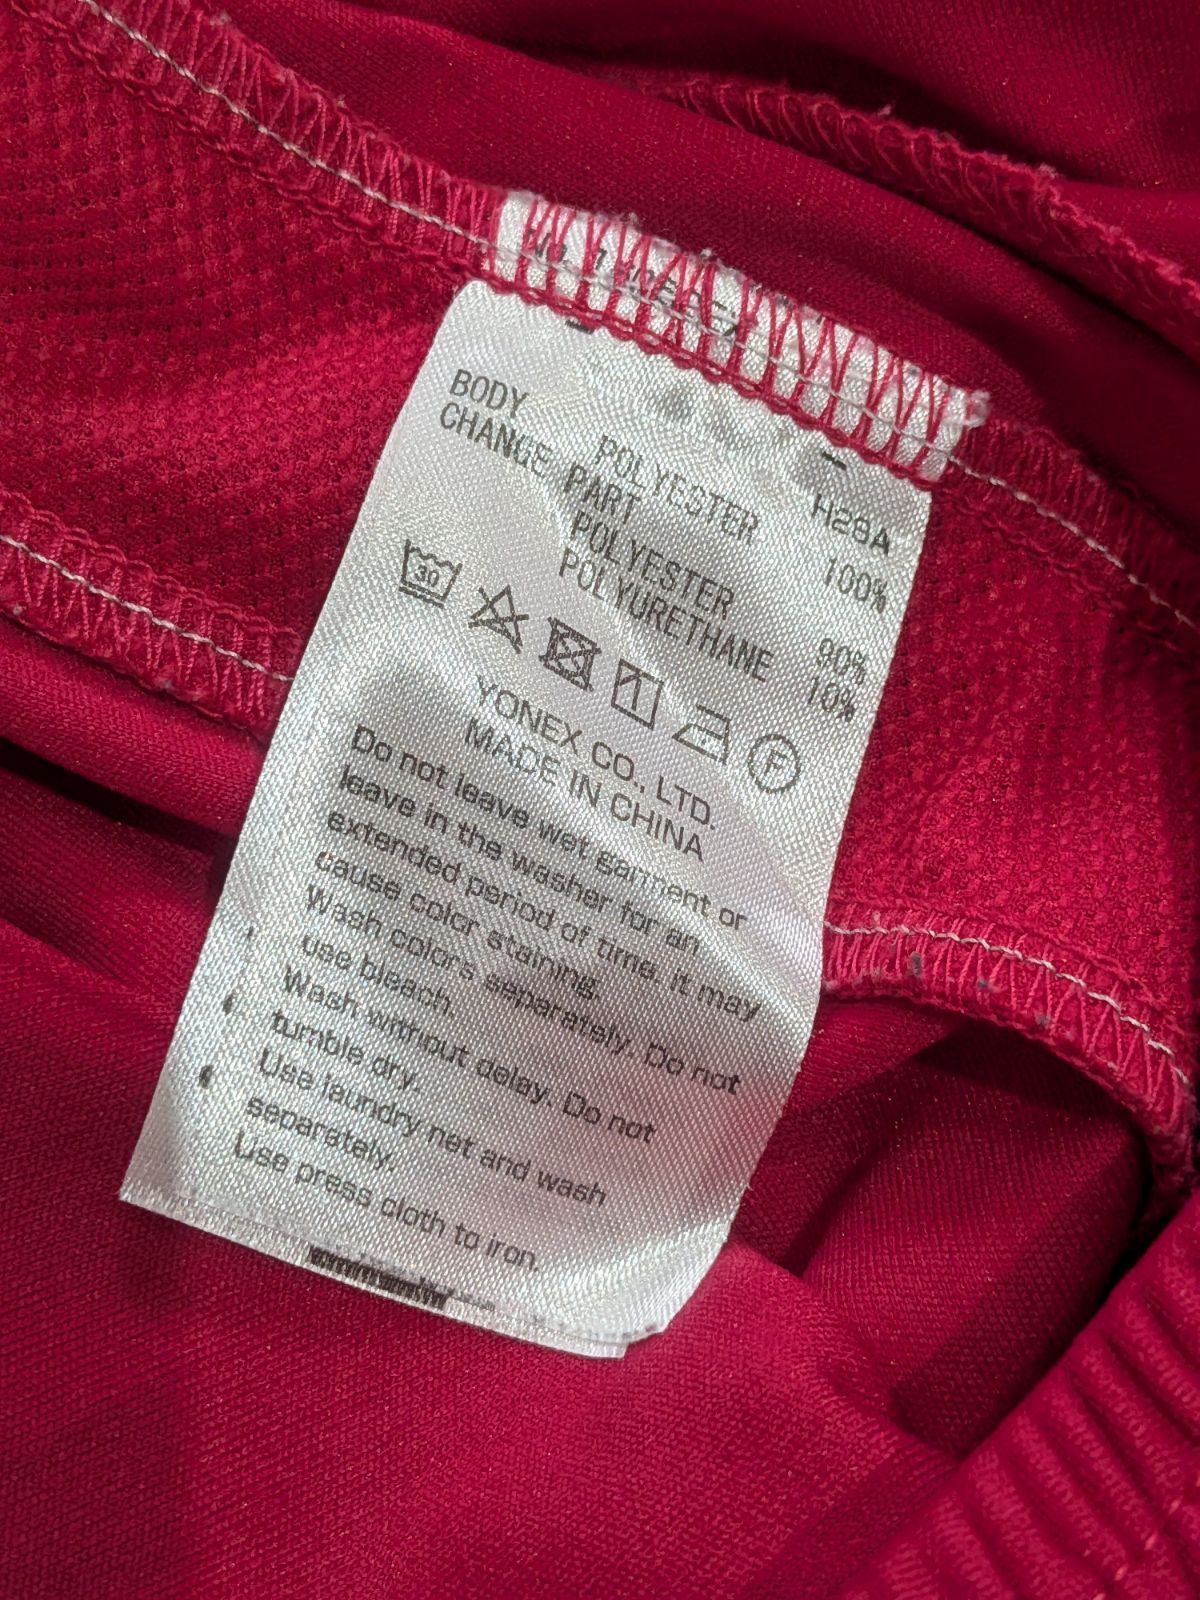 H28A
BODY
POLYESTER 100%
CHANGE PART
POLYESTER 90%
POLYURETHANE 10%
30
F
YONEX CO., LTD.
MADE IN CHINA
Do not leave wet garment or
leave in the washer for an
extended period of time. it may
cause color staining.
Wash colors separately. Do not
use bleach.
Wash without delay. Do not
tumble dry.
Use laundry net and wash
separately.
Use press cloth to iron.